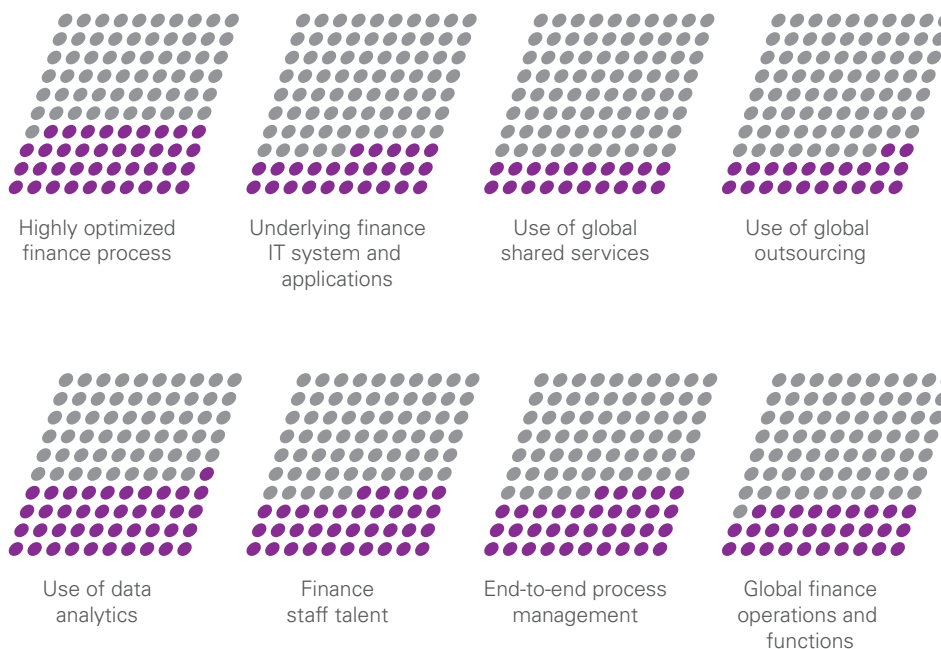 Highly optimized
finance process
Underlying finance
IT system and
applications
Use of global
shared services
Use of global
outsourcing
Use of data
analytics
Finance
staff talent
End-to-end process
management
Global finance
operations and
functions